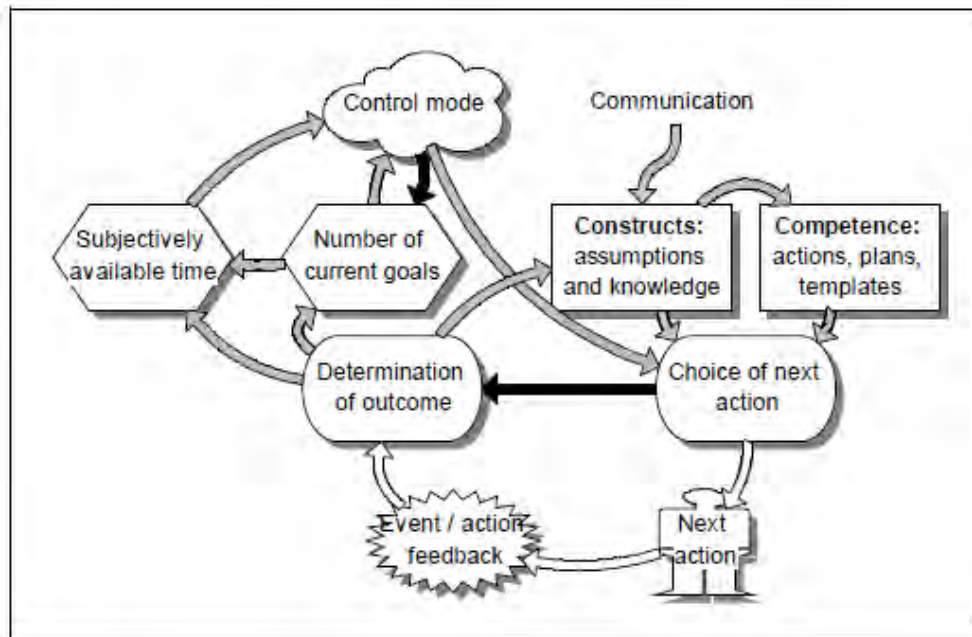 Control mode
Communication
Subjectively
available time
Number of
current goals
Constructs:
assumptions
and knowledge
Competence:
actions, plans,
templates
Determination
of outcome
Choice of next
action
Event / action
feedback
Next
action